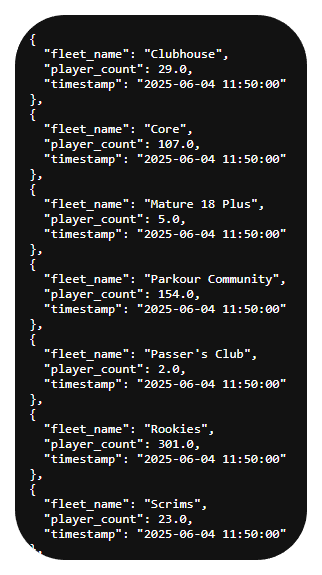 {
"fleet_name": "Clubhouse",
"player_count": 29.0,
"timestamp": "2025-06-04 11:50:00"
},
{
"fleet_name": "Core",
"player_count": 107.0,
"timestamp": "2025-06-04 11:50:00"
},
{
"fleet_name": "Mature 18 Plus",
"player_count": 5.0,
"timestamp": "2025-06-04 11:50:00"
},
{
"fleet_name": "Parkour Community",
"player_count": 154.0,
"timestamp": "2025-06-04 11:50:00"
},
{
"fleet_name": "Passer's Club",
"player_count": 2.0,
"timestamp": "2025-06-04 11:50:00"
},
{
"fleet_name": "Rookies",
"player_count": 301.0,
"timestamp": "2025-06-04 11:50:00"
},
{
"fleet_name": "Scrims",
"player_count": 23.0,
"timestamp": "2025-06-04 11:50:00"
},